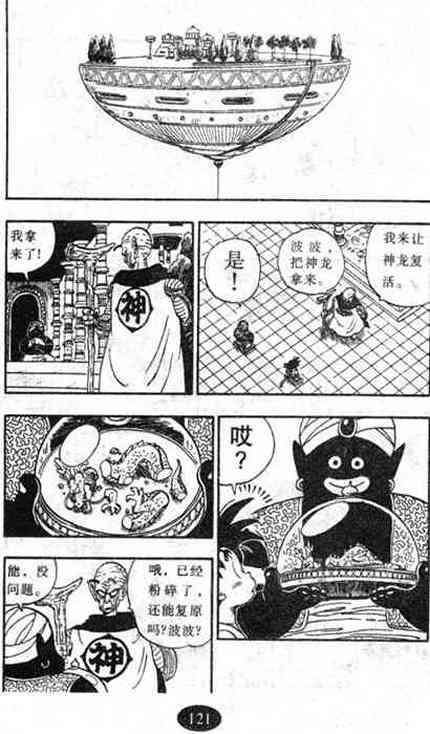 我来让
神龙复
活。
波波，
把神龙
拿来。
是！
我拿
来了！
神
哎
？
哦，已经
粉碎了，
还能复原
吗？波波？
能，没
问题。
神
121